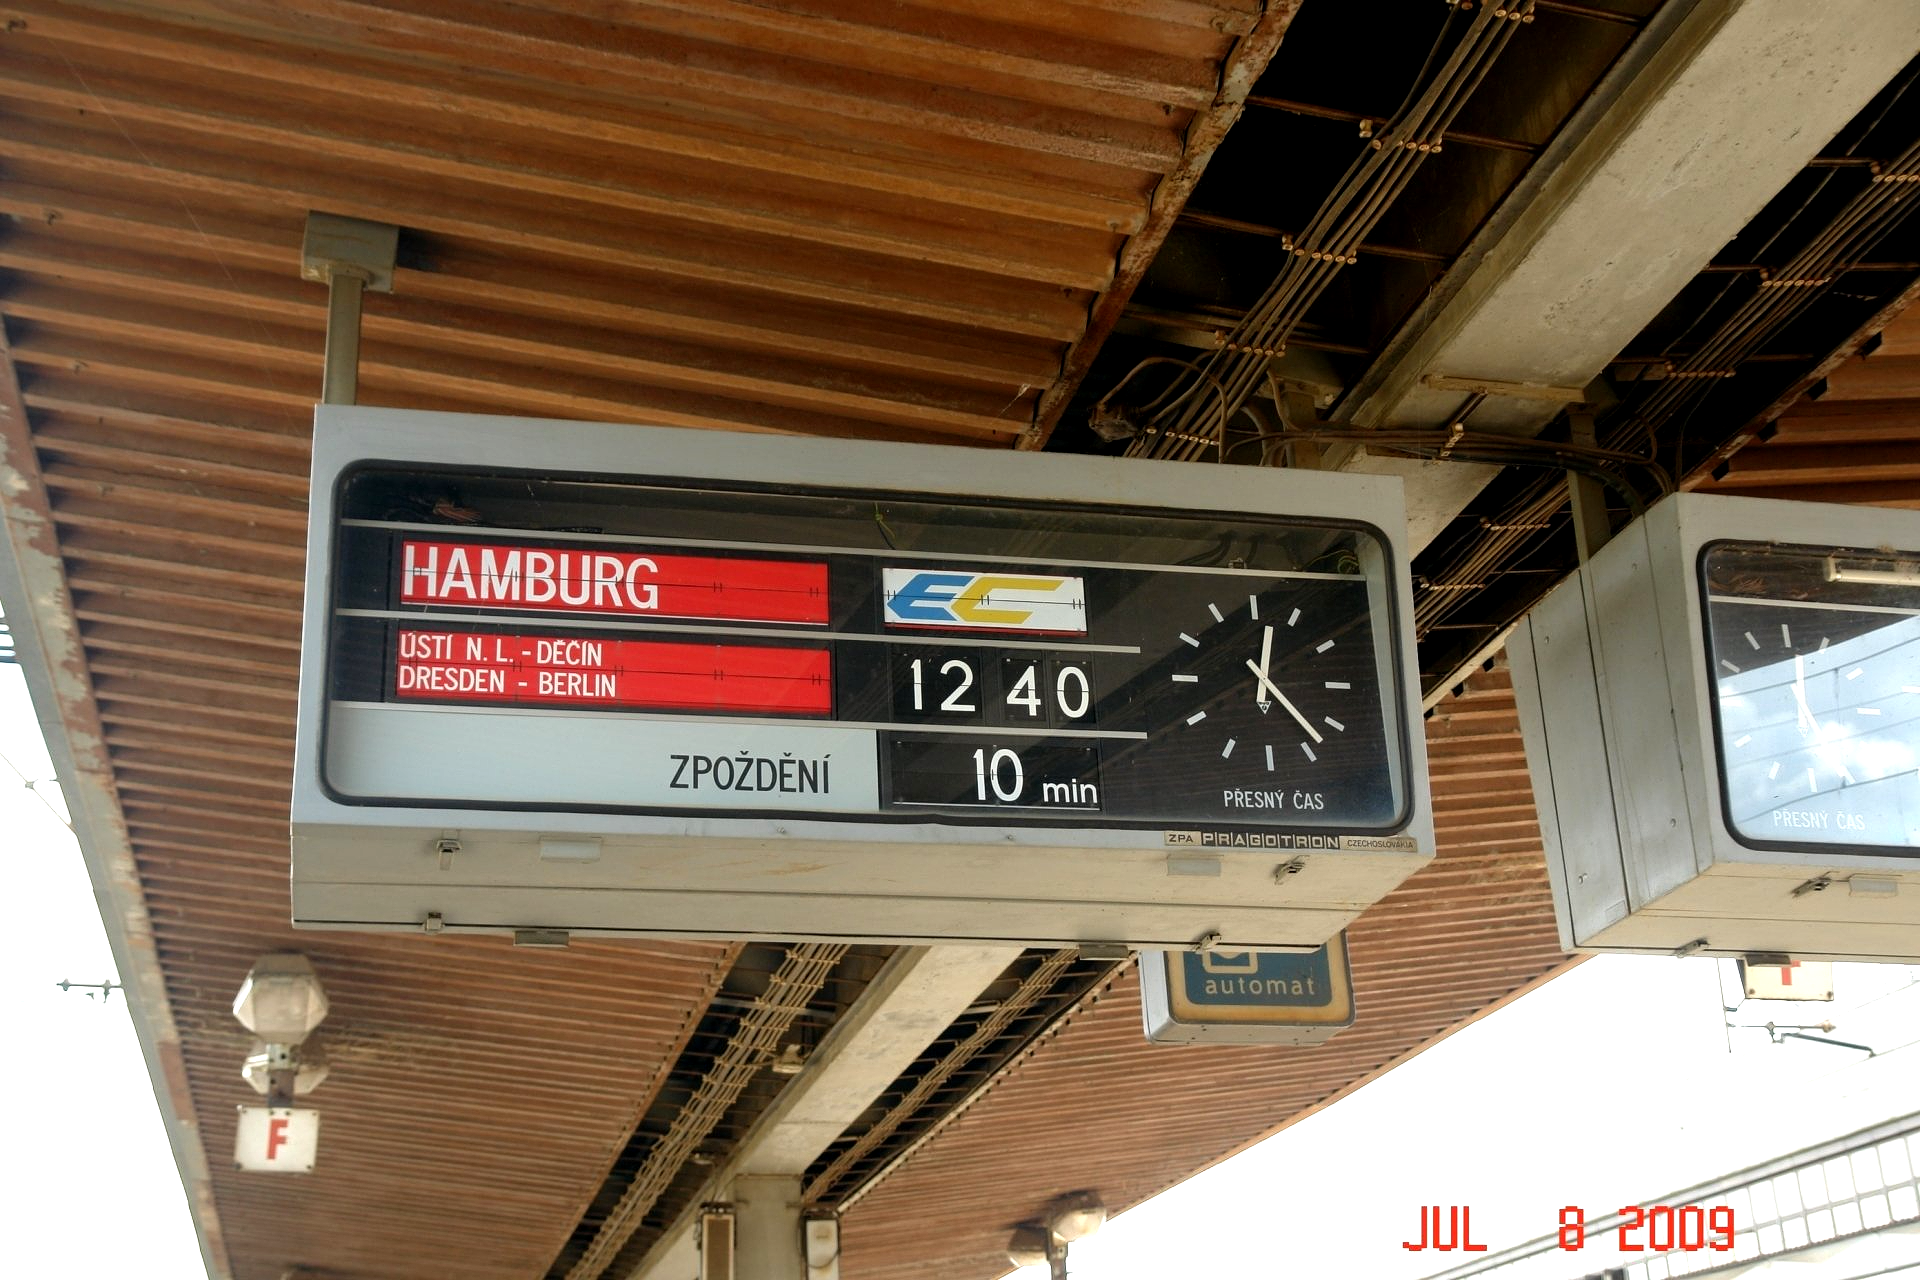 HAMBURG
EC
ÚSTÍ N. L. - DĚČÍN
DRESDEN - BERLIN
12 40
ZPOŽDĚNÍ
10 min
PŘESNÝ ČAS
ZPA PRAGOTRON CZECHOSLOVAKIA
PŘESNÝ ČAS
automat
F
JUL 8 2009